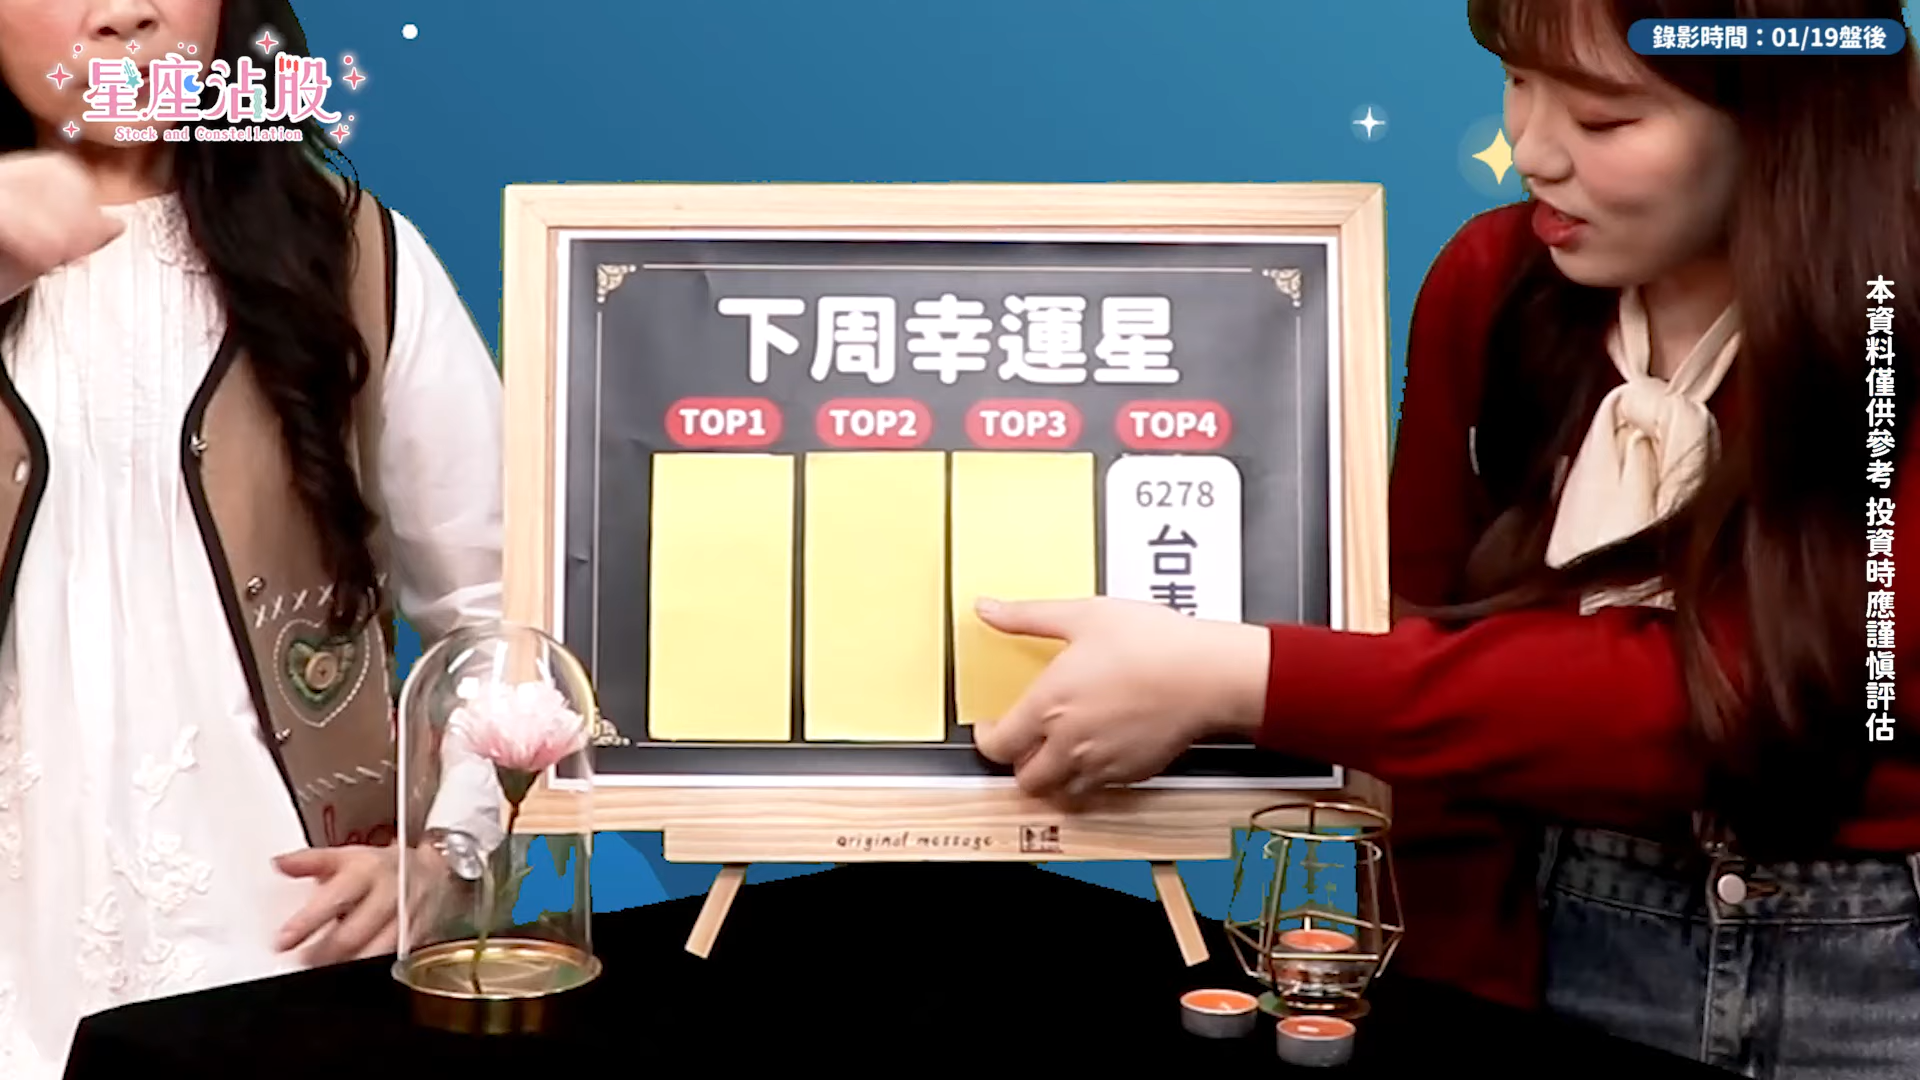 星座沾股
Stock and Constellation
錄影時間：01/19盤後
下周幸運星
TOP1 TOP2 TOP3 TOP4
6278
台
表
original message
本資料僅供參考 投資時應謹慎評估